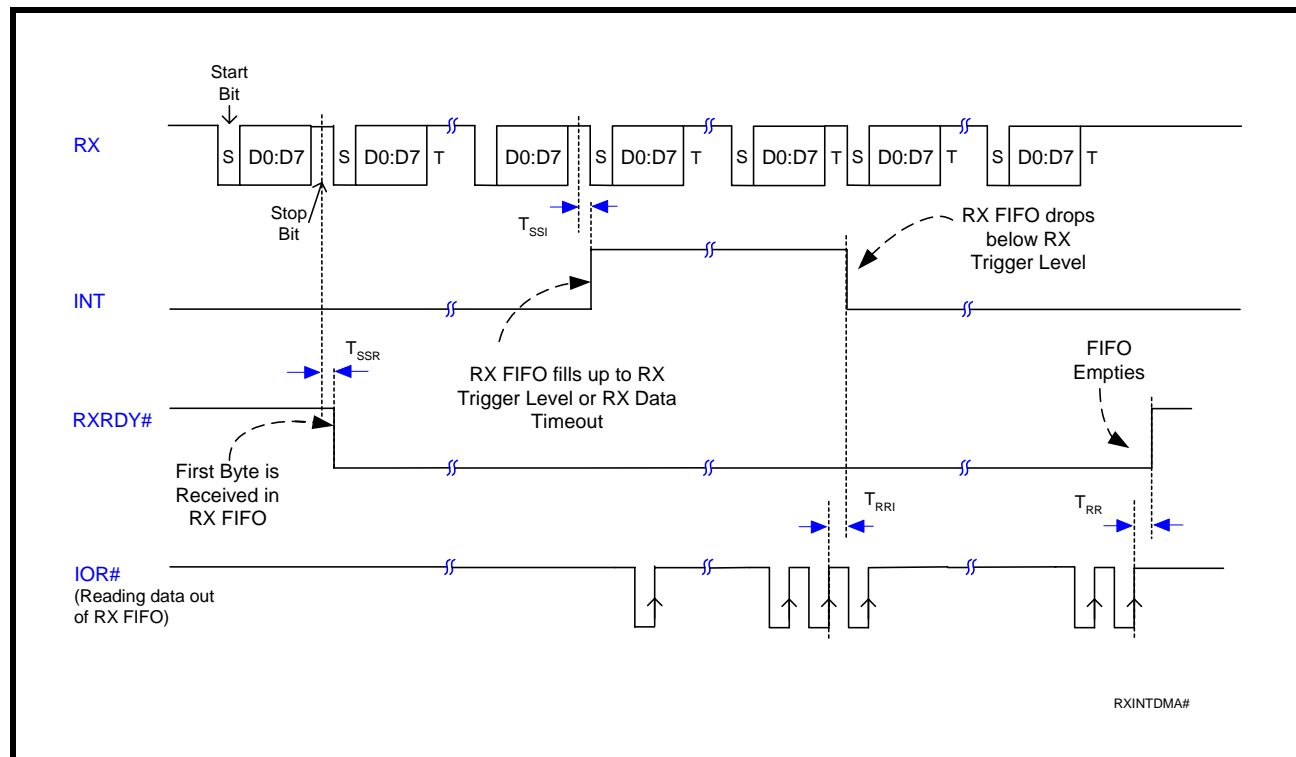 Start
Bit
RX
S D0:D7 S D0:D7 T D0:D7 S D0:D7 T S D0:D7 T S D0:D7 T S D0:D7 T
Stop
Bit
TSSI
RX FIFO drops
below RX
Trigger Level
INT
TSSR
RX FIFO fills up to RX
Trigger Level or RX Data
Timeout
FIFO
Empties
RXRDY#
First Byte is
Received in
RX FIFO
TRRI
TRR
IOR#
(Reading data out
of RX FIFO)
RXINTDMA#